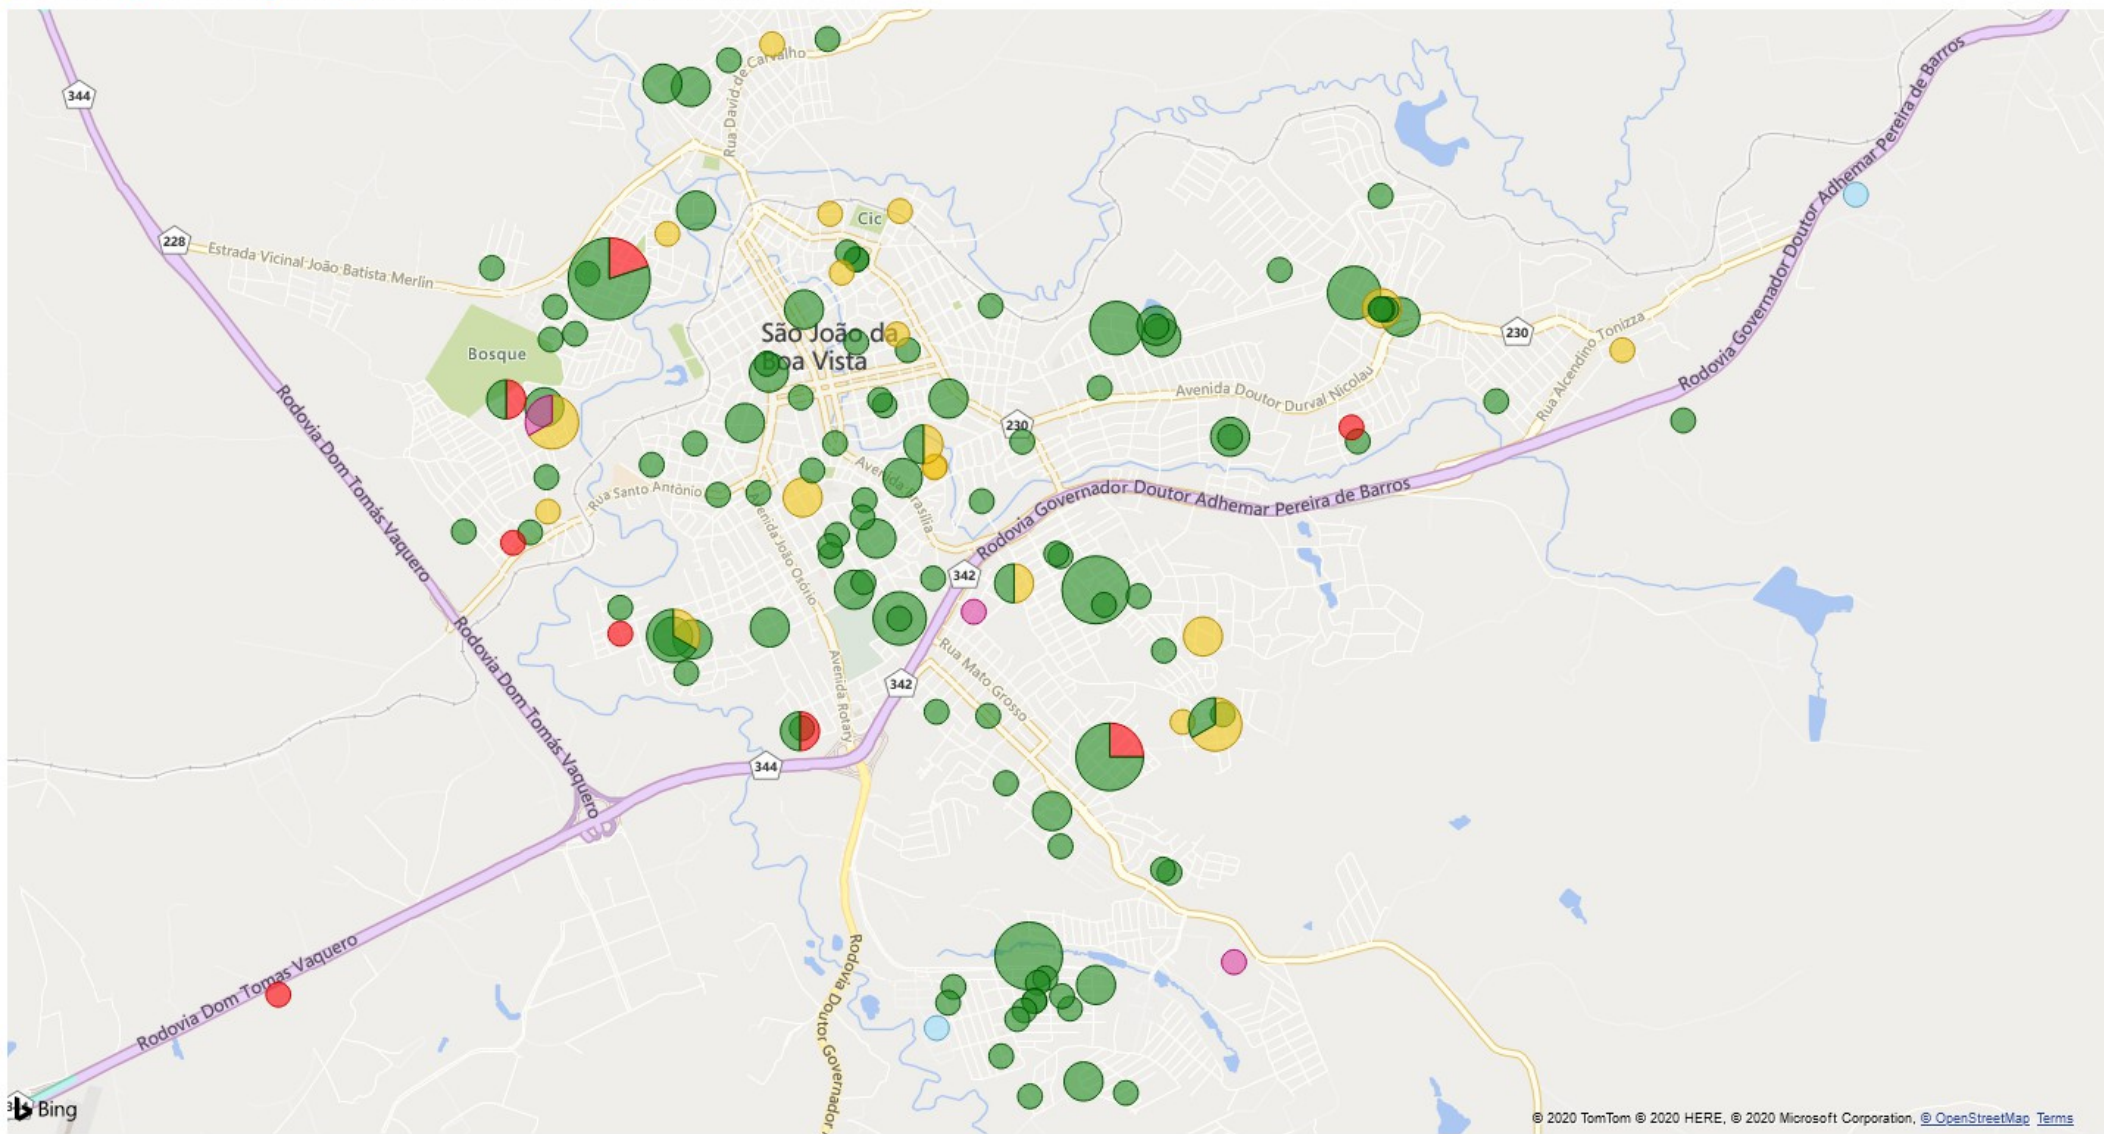 Rua David de Carvalho
344
228
Estrada Vicinal João Batista Merlin
Cic
São João da
Boa Vista
Bosque
230
Rua Alcendino Tonizza
Rodovia Governador Doutor Adhemar Pereira de Barros
Avenida Doutor Durval Nicolau
230
Rodovia Dom Tomás Vaquero
Rua Santo Antônio
Avenida Brasília
Avenida João Osório
Rodovia Governador Doutor Adhemar Pereira de Barros
342
Rodovia Dom Tomás Vaquero
Rua Mato Grosso
Avenida Rotary
342
344
Rodovia Dom Tomas Vaquero
Rodovia Doutor Governador
Bing
© 2020 TomTom © 2020 HERE, © 2020 Microsoft Corporation, © OpenStreetMap Terms